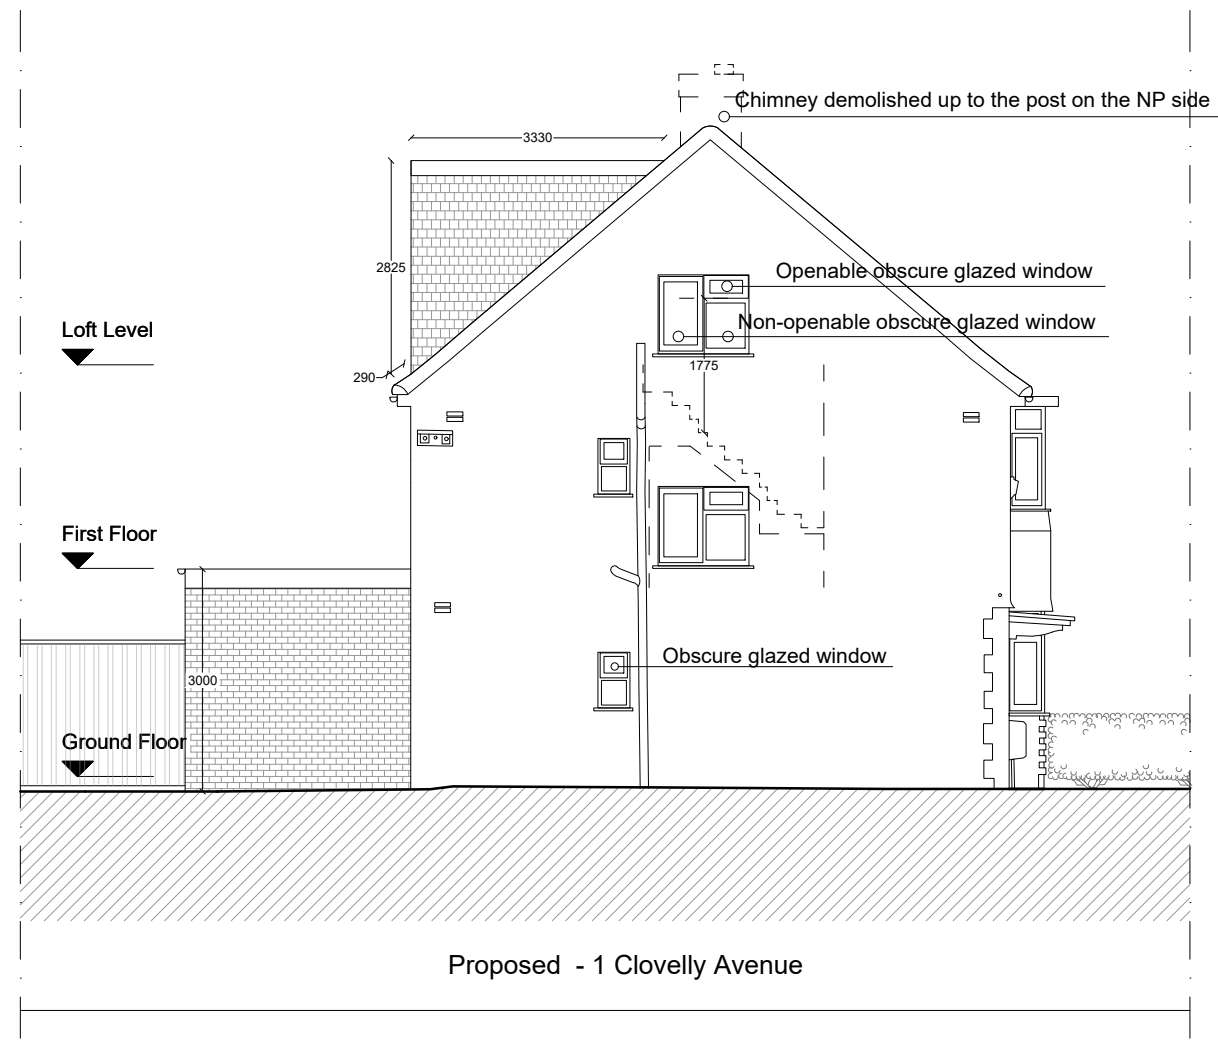 Chimney demolished up to the post on the NP side
3330
2825
Openable obscure glazed window
Non-openable obscure glazed window
Loft Level
1775
290
First Floor
Obscure glazed window
3000
Ground Floor
Proposed - 1 Clovelly Avenue